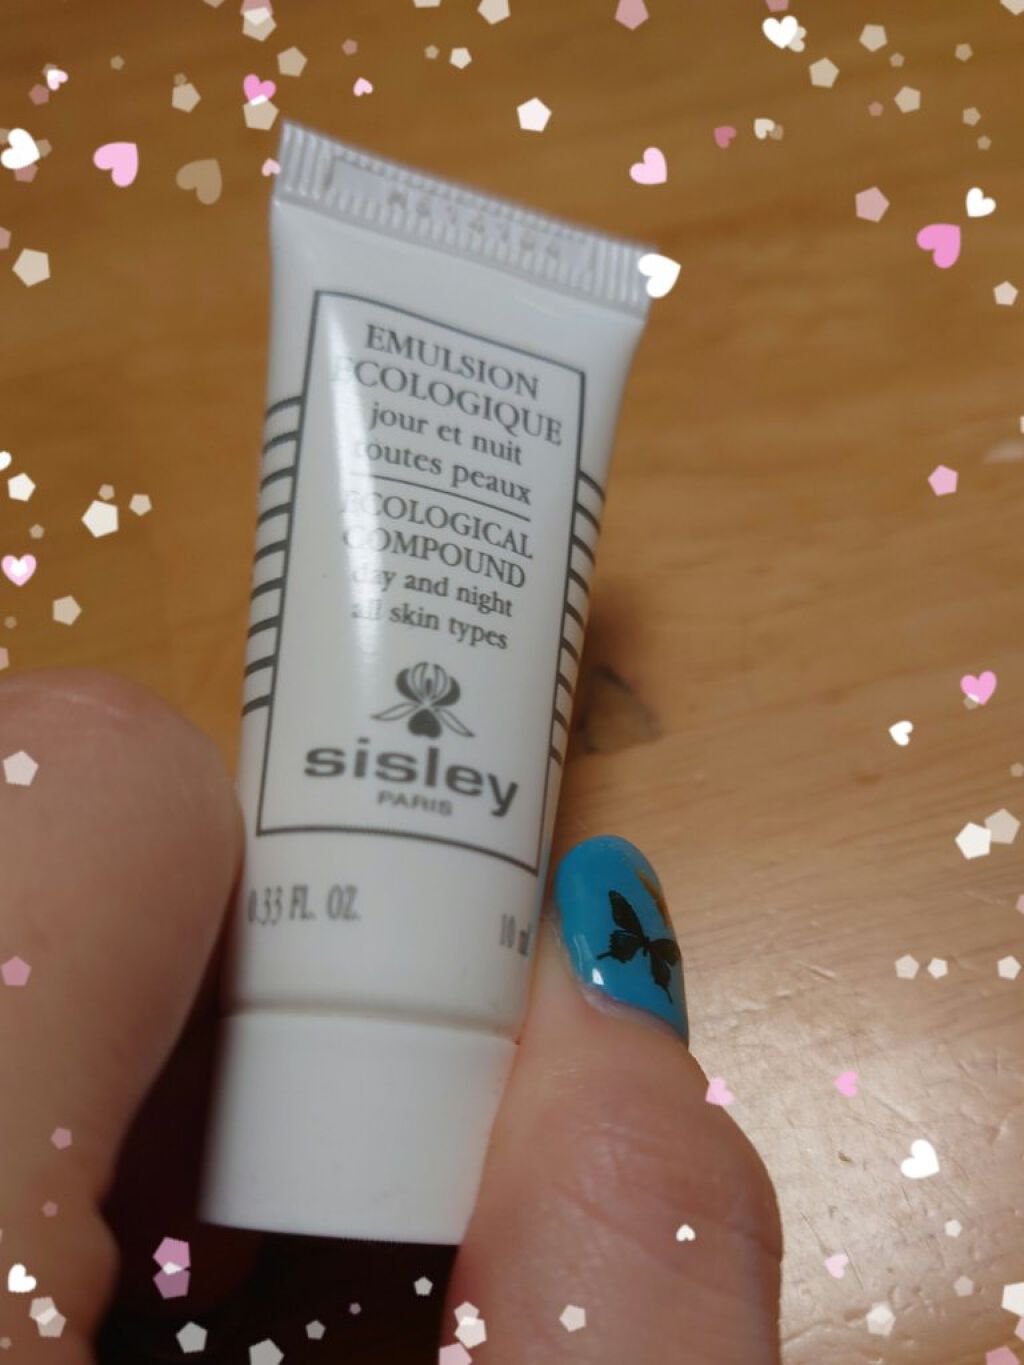 EMULSION
ECOLOGIQUE
jour et nuit
toutes peaux
ECOLOGICAL
COMPOUND
day and night
all skin types
sisley
PARIS
0.33 FL. OZ. 10 ml